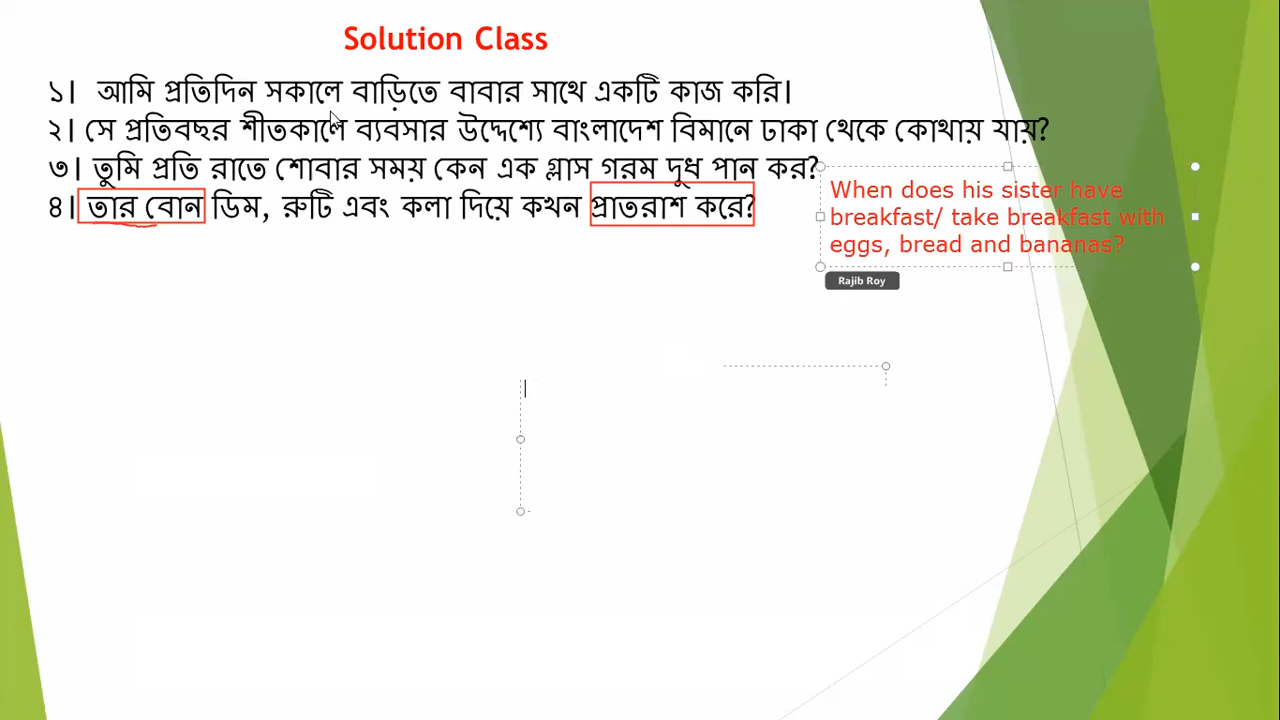 Solution Class
১। আমি প্রতিদিন সকালে বাড়িতে বাবার সাথে একটি কাজ করি।
২। সে প্রতিবছর শীতকালে ব্যবসার উদ্দেশ্যে বাংলাদেশ বিমানে ঢাকা থেকে কোথায় যায়?
৩। তুমি প্রতি রাতে শোবার সময় কেন এক গ্লাস গরম দুধ পান কর?
৪। তার বোন ডিম, রুটি এবং কলা দিয়ে কখন প্রাতরাশ করে?
When does his sister have
breakfast/ take breakfast with
eggs, bread and bananas?
Rajib Roy